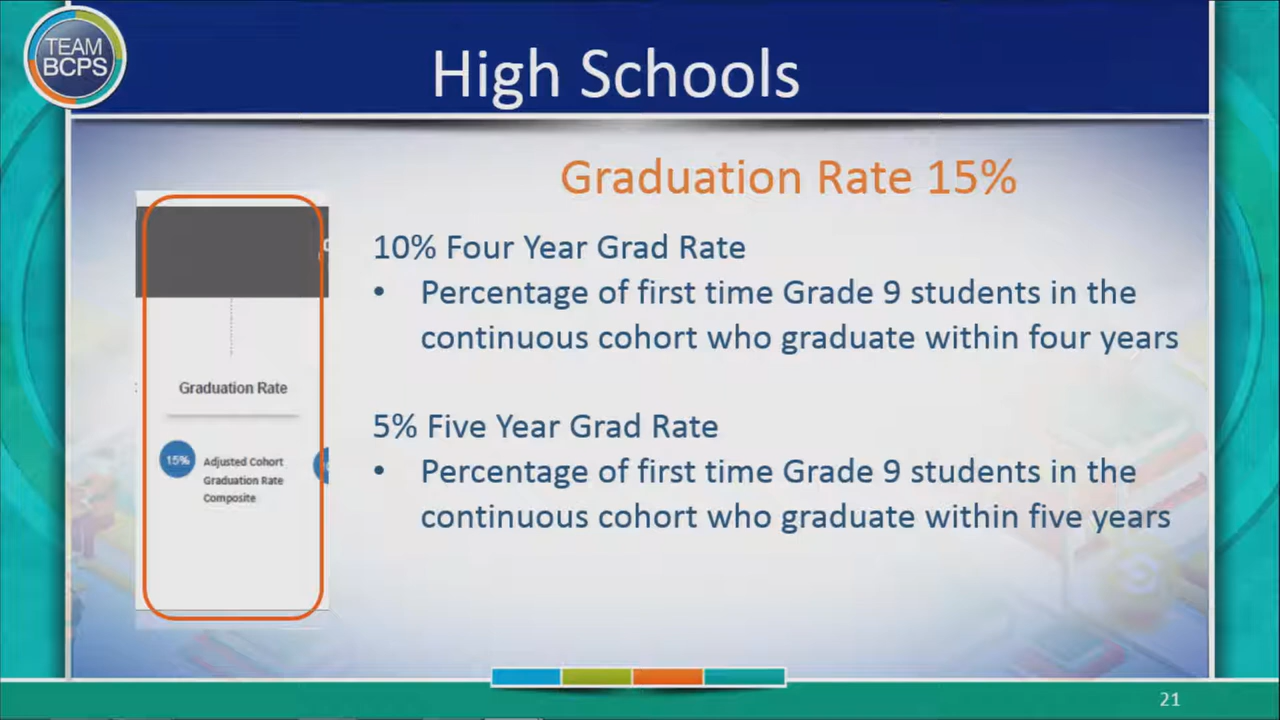 TEAM
BCPS
High Schools
Graduation Rate 15%
10% Four Year Grad Rate
• Percentage of first time Grade 9 students in the
continuous cohort who graduate within four years
5% Five Year Grad Rate
• Percentage of first time Grade 9 students in the
continuous cohort who graduate within five years
Graduation Rate
15%
Adjusted Cohort
Graduation Rate
Composite
21